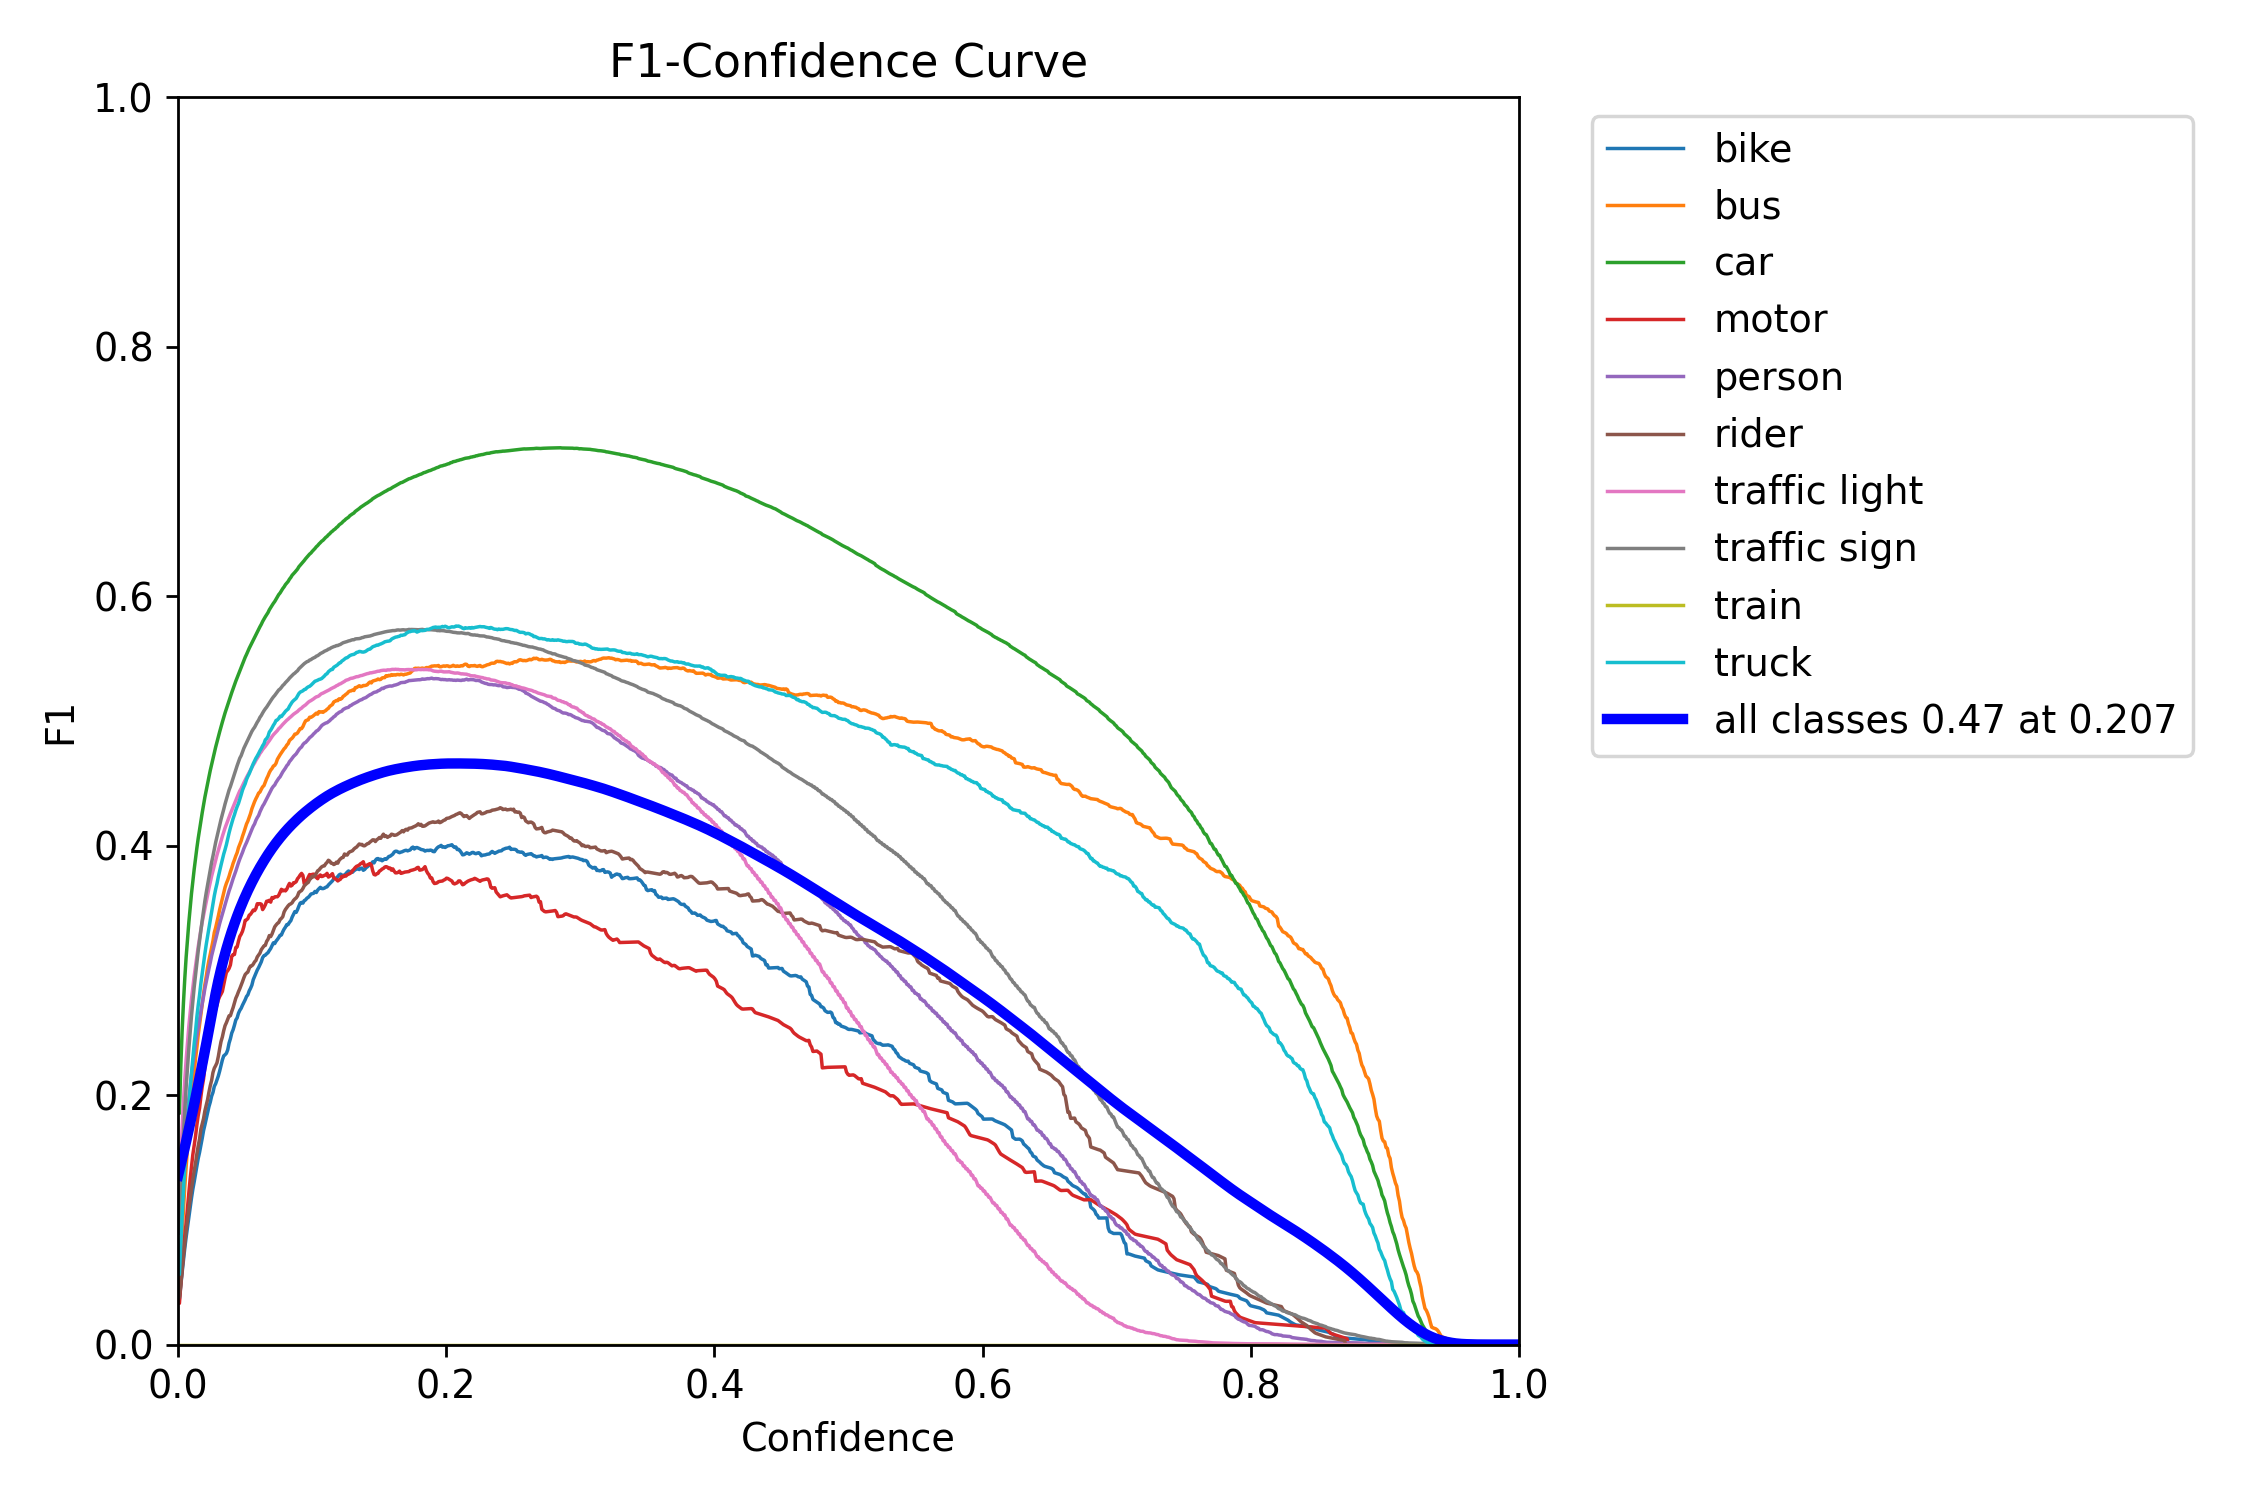 F1-Confidence Curve
1.0
0.8
0.6
0.4
0.2
0.0
F1
0.0 0.2 0.4 0.6 0.8 1.0
Confidence
bike
bus
car
motor
person
rider
traffic light
traffic sign
train
truck
all classes 0.47 at 0.207